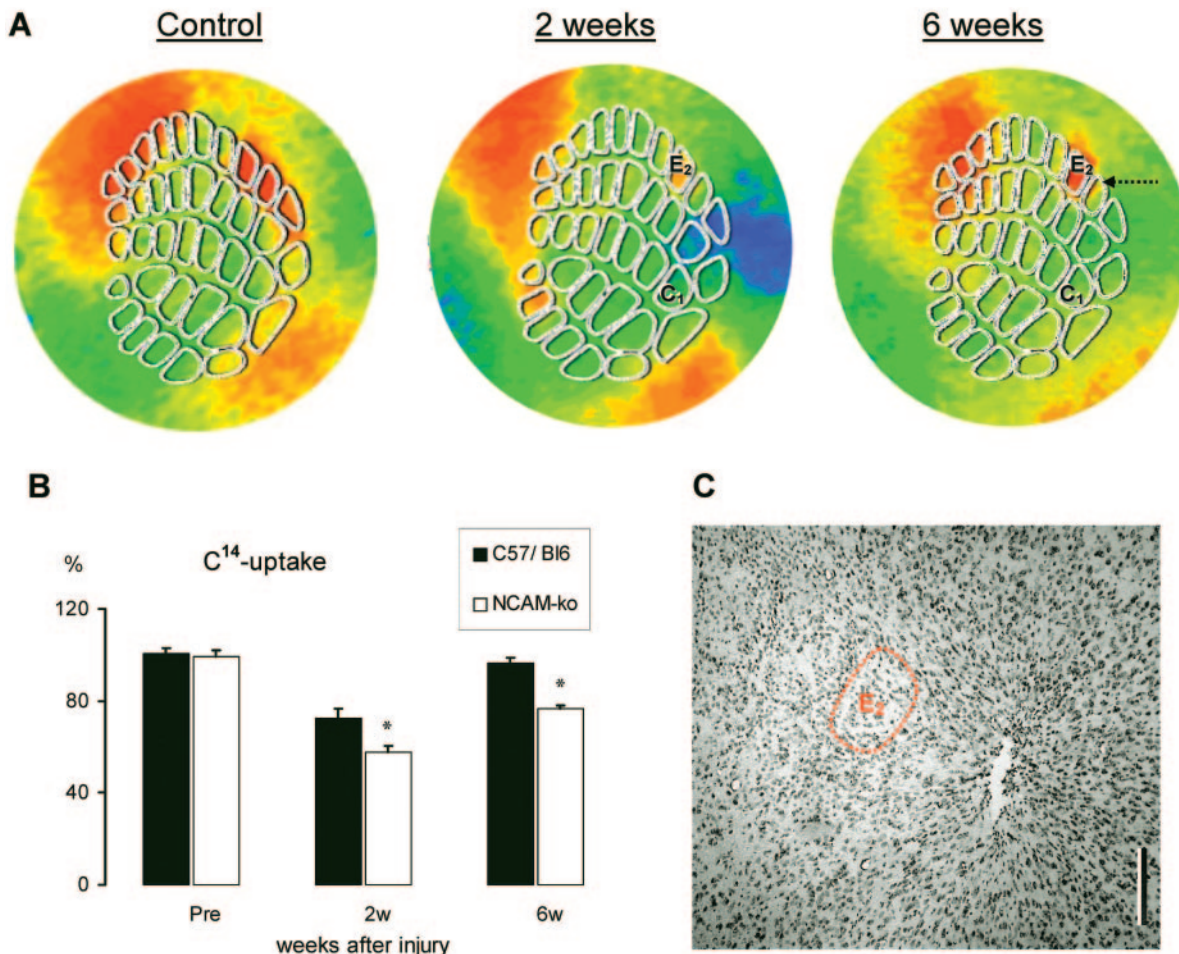 A
Control
2 weeks
6 weeks
E2
C1
E2
C1
B
C14-uptake
%
C57/ Bl6
NCAM-ko
120
80
40
0
*
*
Pre
2w
6w
weeks after injury
C
E2